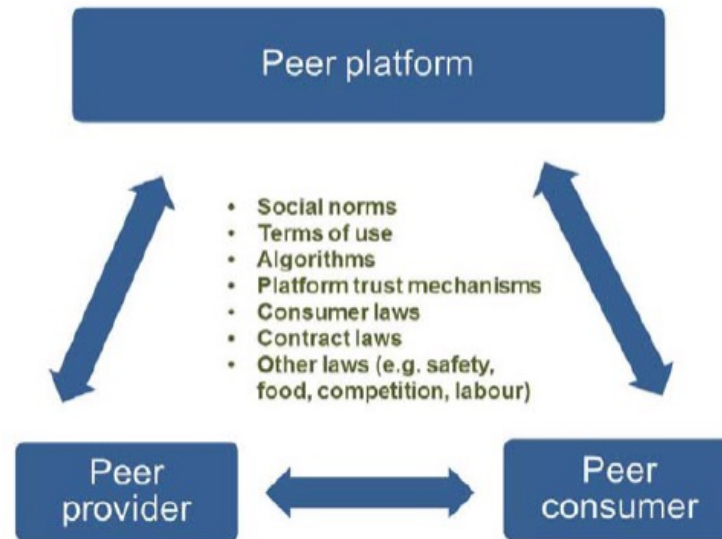 Peer platform
• Social norms
• Terms of use
• Algorithms
• Platform trust mechanisms
• Consumer laws
• Contract laws
• Other laws (e.g. safety,
food, competition, labour)
Peer
provider
Peer
consumer